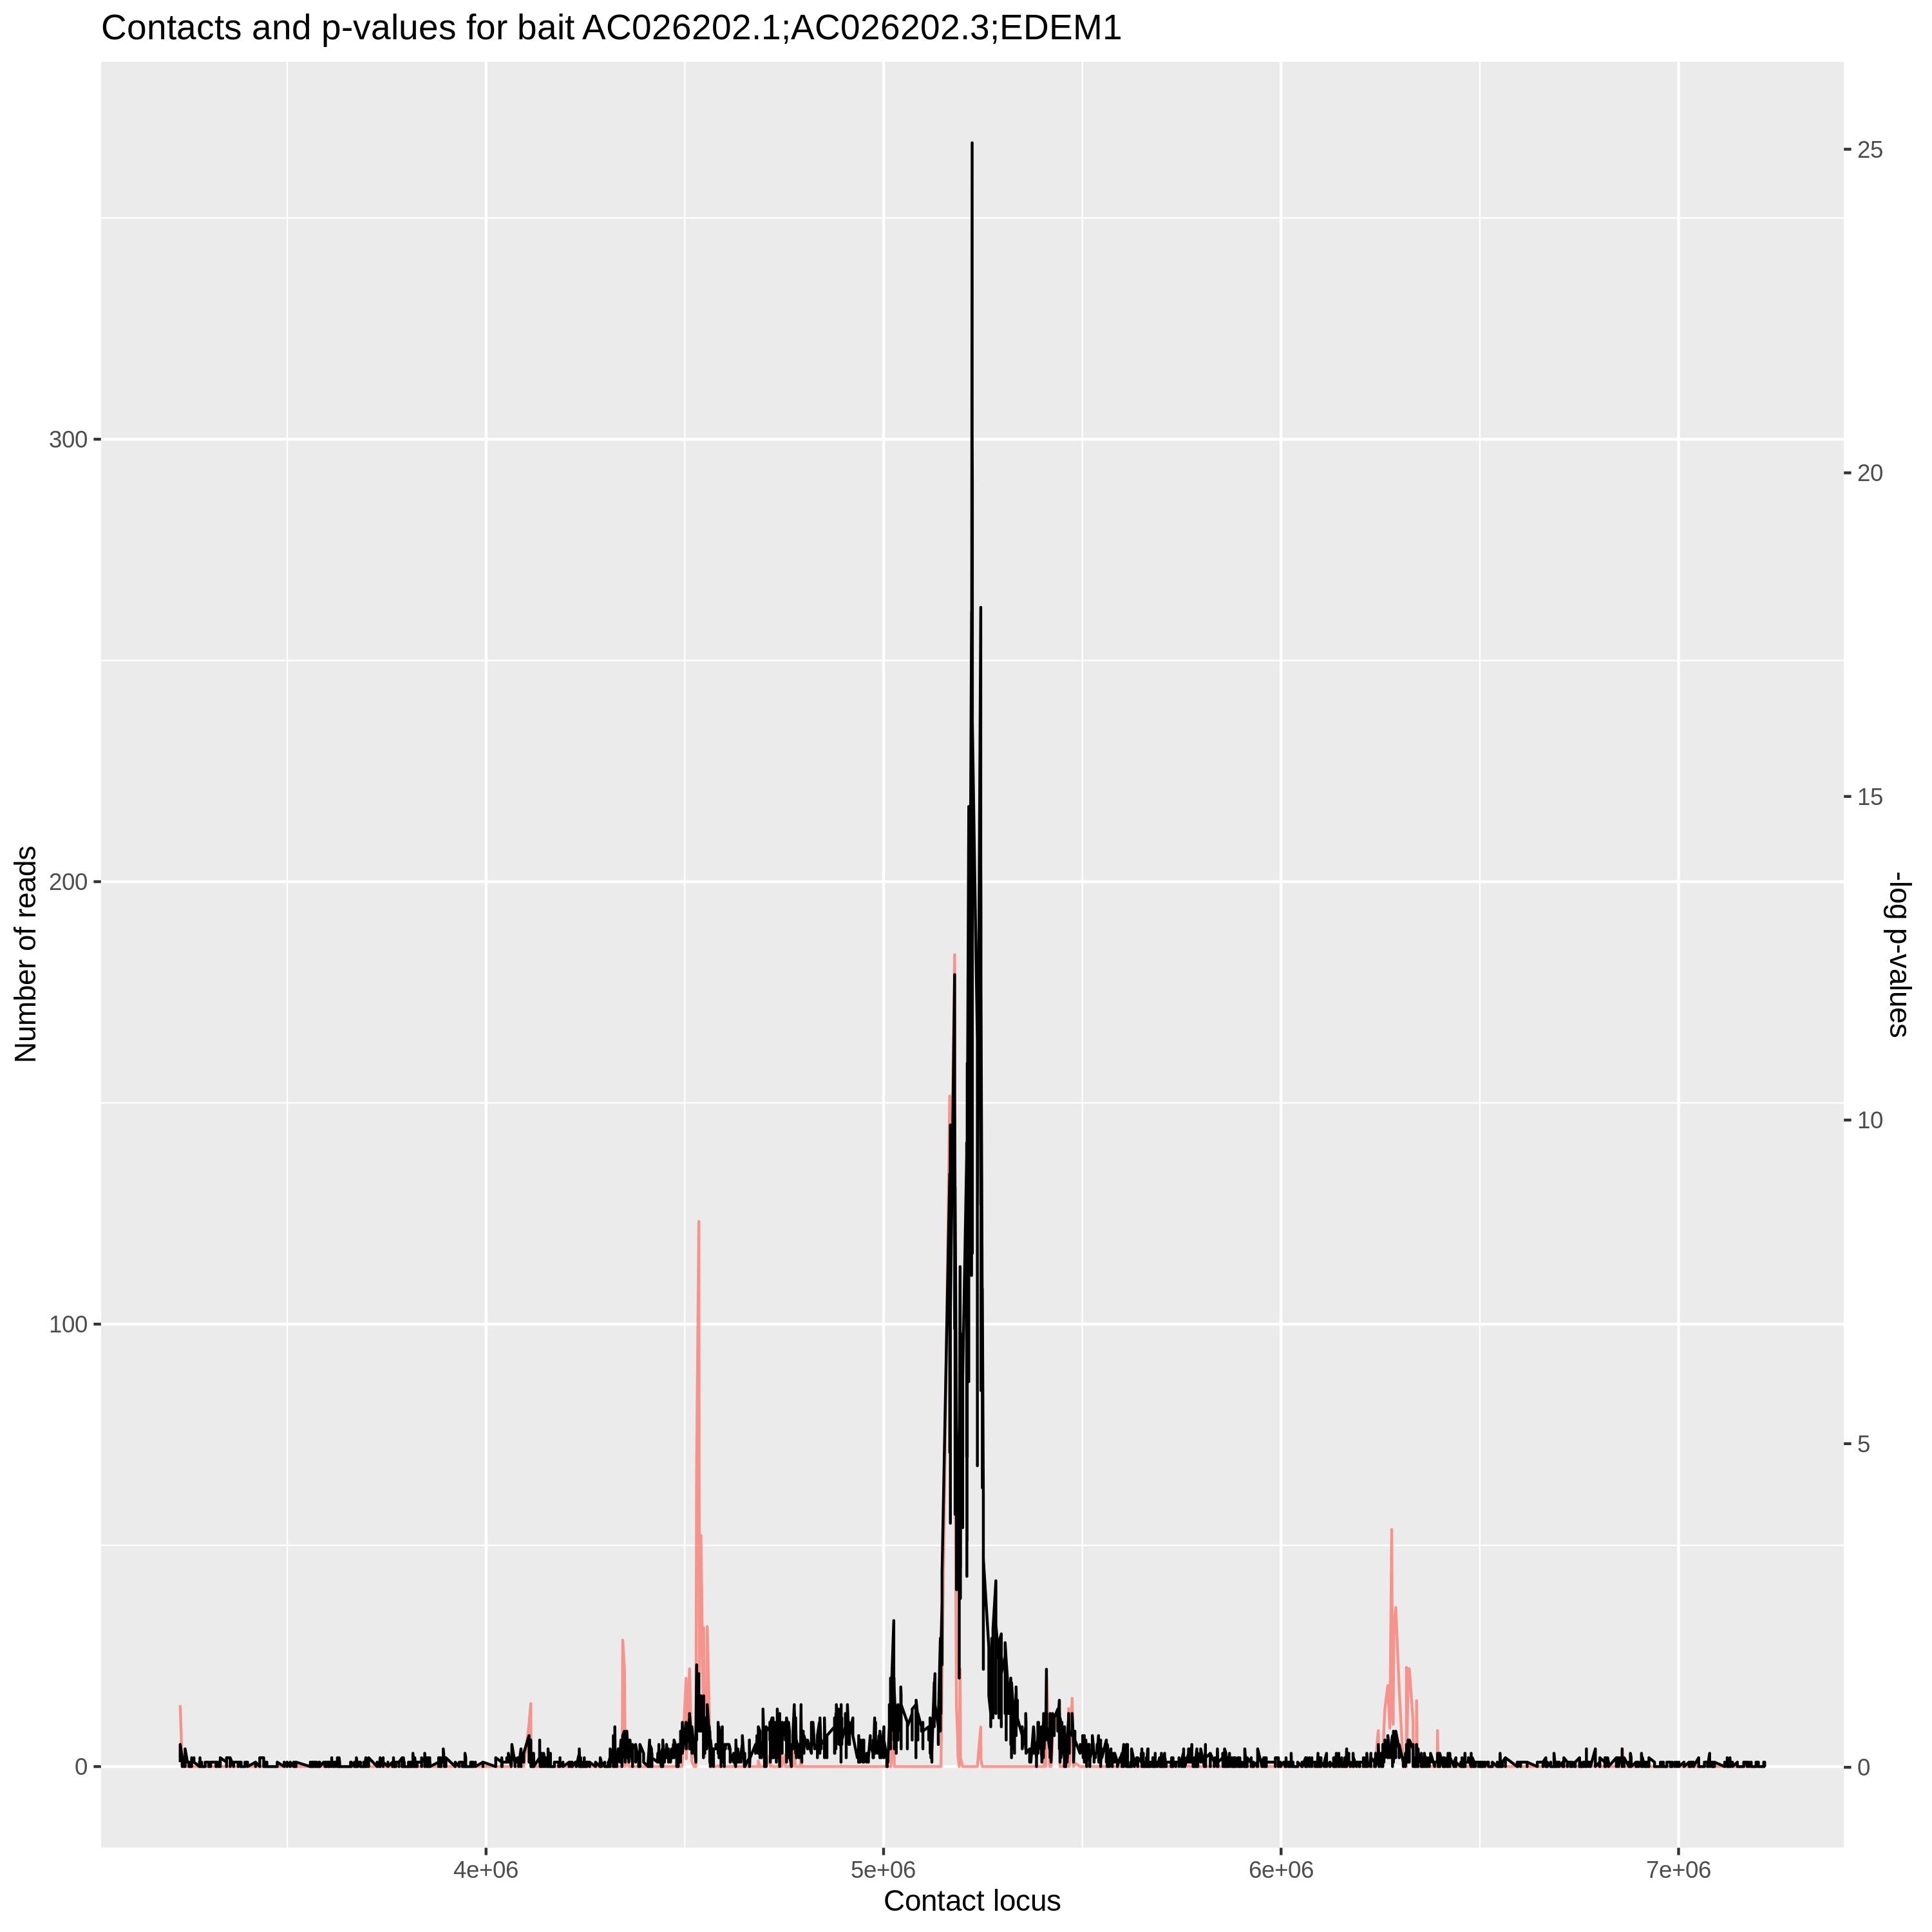 Contacts and p-values for bait AC026202.1;AC026202.3;EDEM1
Number of reads
300
200
100
0
25
20
15
10
5
0
-log p-values
4e+06 5e+06 6e+06 7e+06
Contact locus